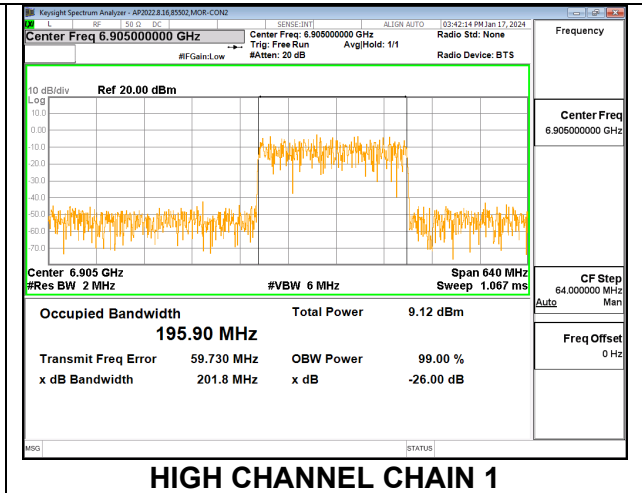 Keysight Spectrum Analyzer - AP2022.8.16,85502,MOR-CON2
L RF 50 Ω DC SENSE:INT ALIGN AUTO 03:42:14 PM Jan 17, 2024
Center Freq 6.905000000 GHz
Center Freq: 6.905000000 GHz
Radio Std: None
Frequency
Trig: Free Run Avg|Hold: 1/1
#IFGain:Low
#Atten: 20 dB
Radio Device: BTS
10 dB/div Ref 20.00 dBm
Log
10.0
0.00
-10.0
-20.0
-30.0
-40.0
-50.0
-60.0
-70.0
Center Freq
6.905000000 GHz
Center 6.905 GHz
Span 640 MHz
#Res BW 2 MHz
#VBW 6 MHz
Sweep 1.067 ms
CF Step
64.000000 MHz
Auto Man
Occupied Bandwidth
Total Power 9.12 dBm
195.90 MHz
Freq Offset
0 Hz
Transmit Freq Error 59.730 MHz
OBW Power 99.00 %
x dB Bandwidth 201.8 MHz
x dB -26.00 dB
MSG
STATUS
HIGH CHANNEL CHAIN 1